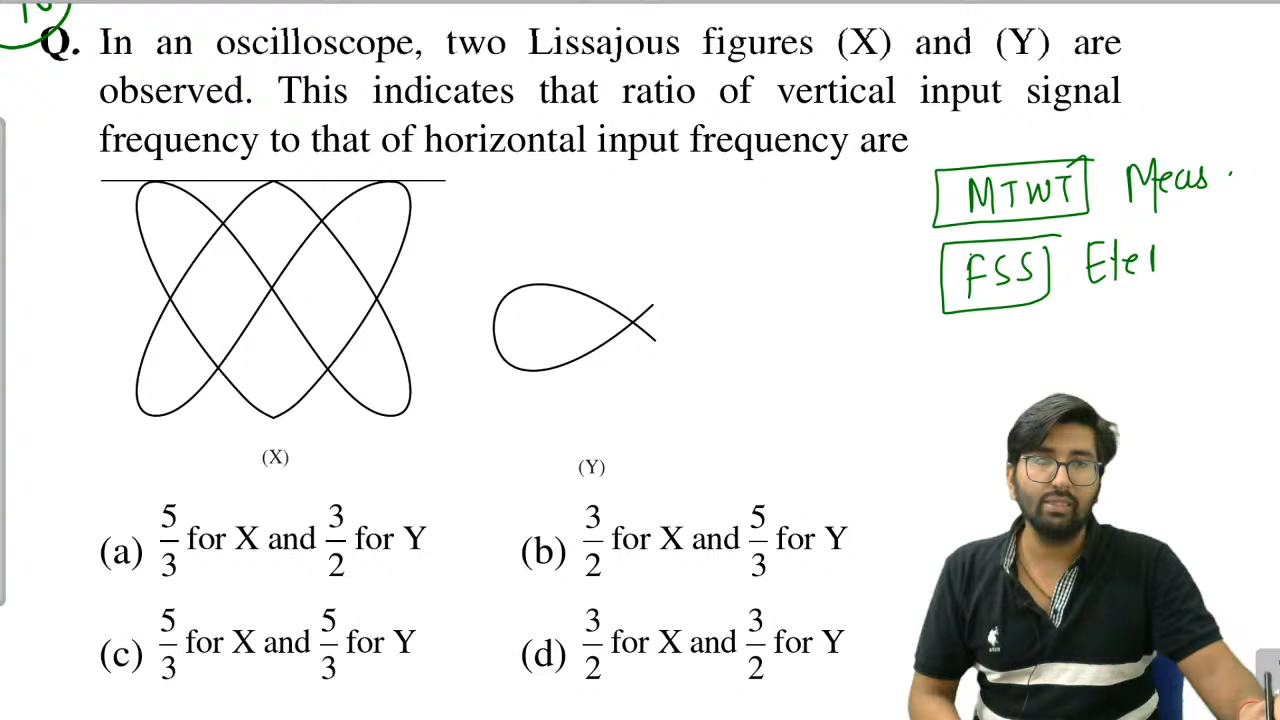 Q. In an oscilloscope, two Lissajous figures (X) and (Y) are
observed. This indicates that ratio of vertical input signal
frequency to that of horizontal input frequency are
MTWT Meas.
FSS
(X)
(Y)
(a) 5/3 for X and 3/2 for Y
(b) 3/2 for X and 5/3 for Y
(c) 5/3 for X and 5/3 for Y
(d) 3/2 for X and 3/2 for Y